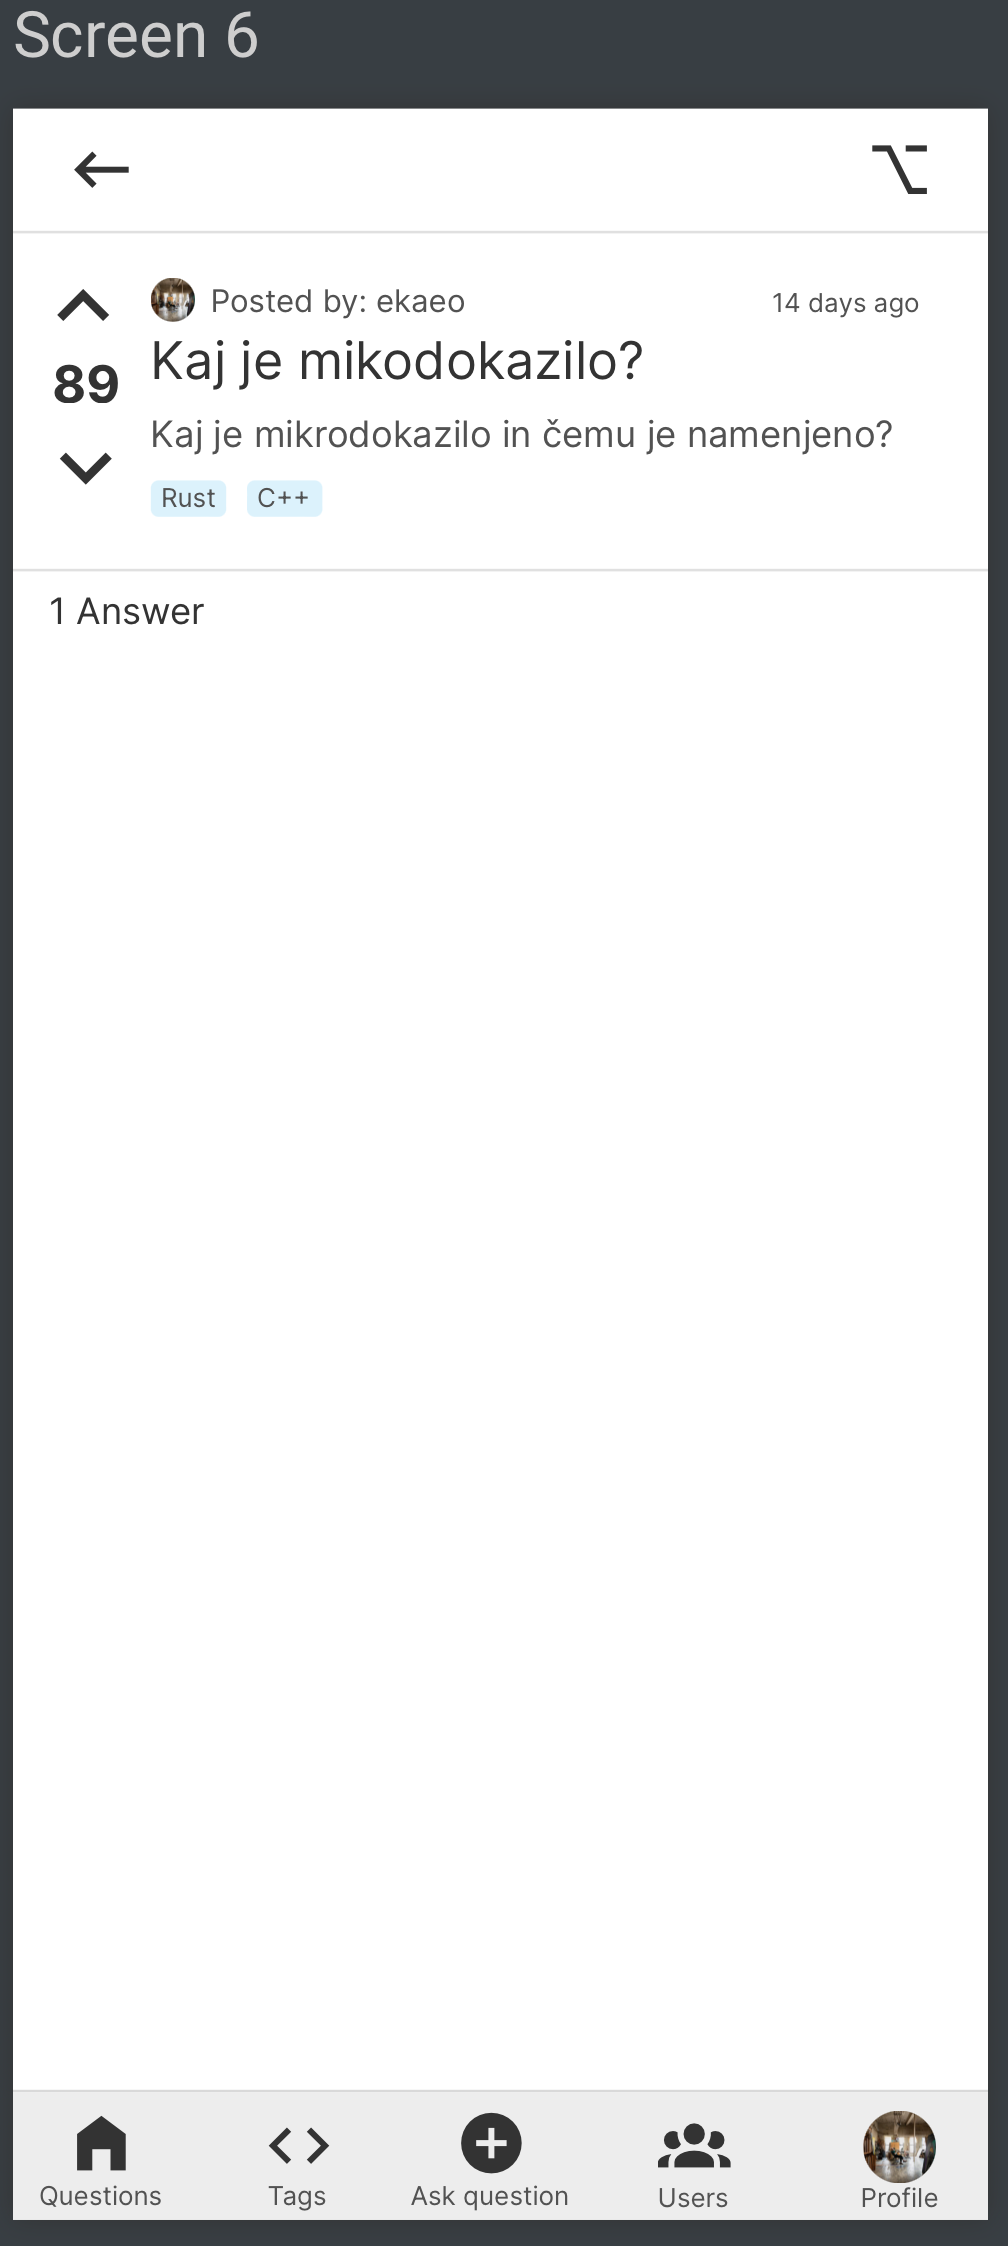 Screen 6
Posted by: ekaeo
14 days ago
89
Kaj je mikodokazilo?
Kaj je mikrodokazilo in čemu je namenjeno?
Rust
C++
1 Answer
Questions
Tags
Ask question
Users
Profile